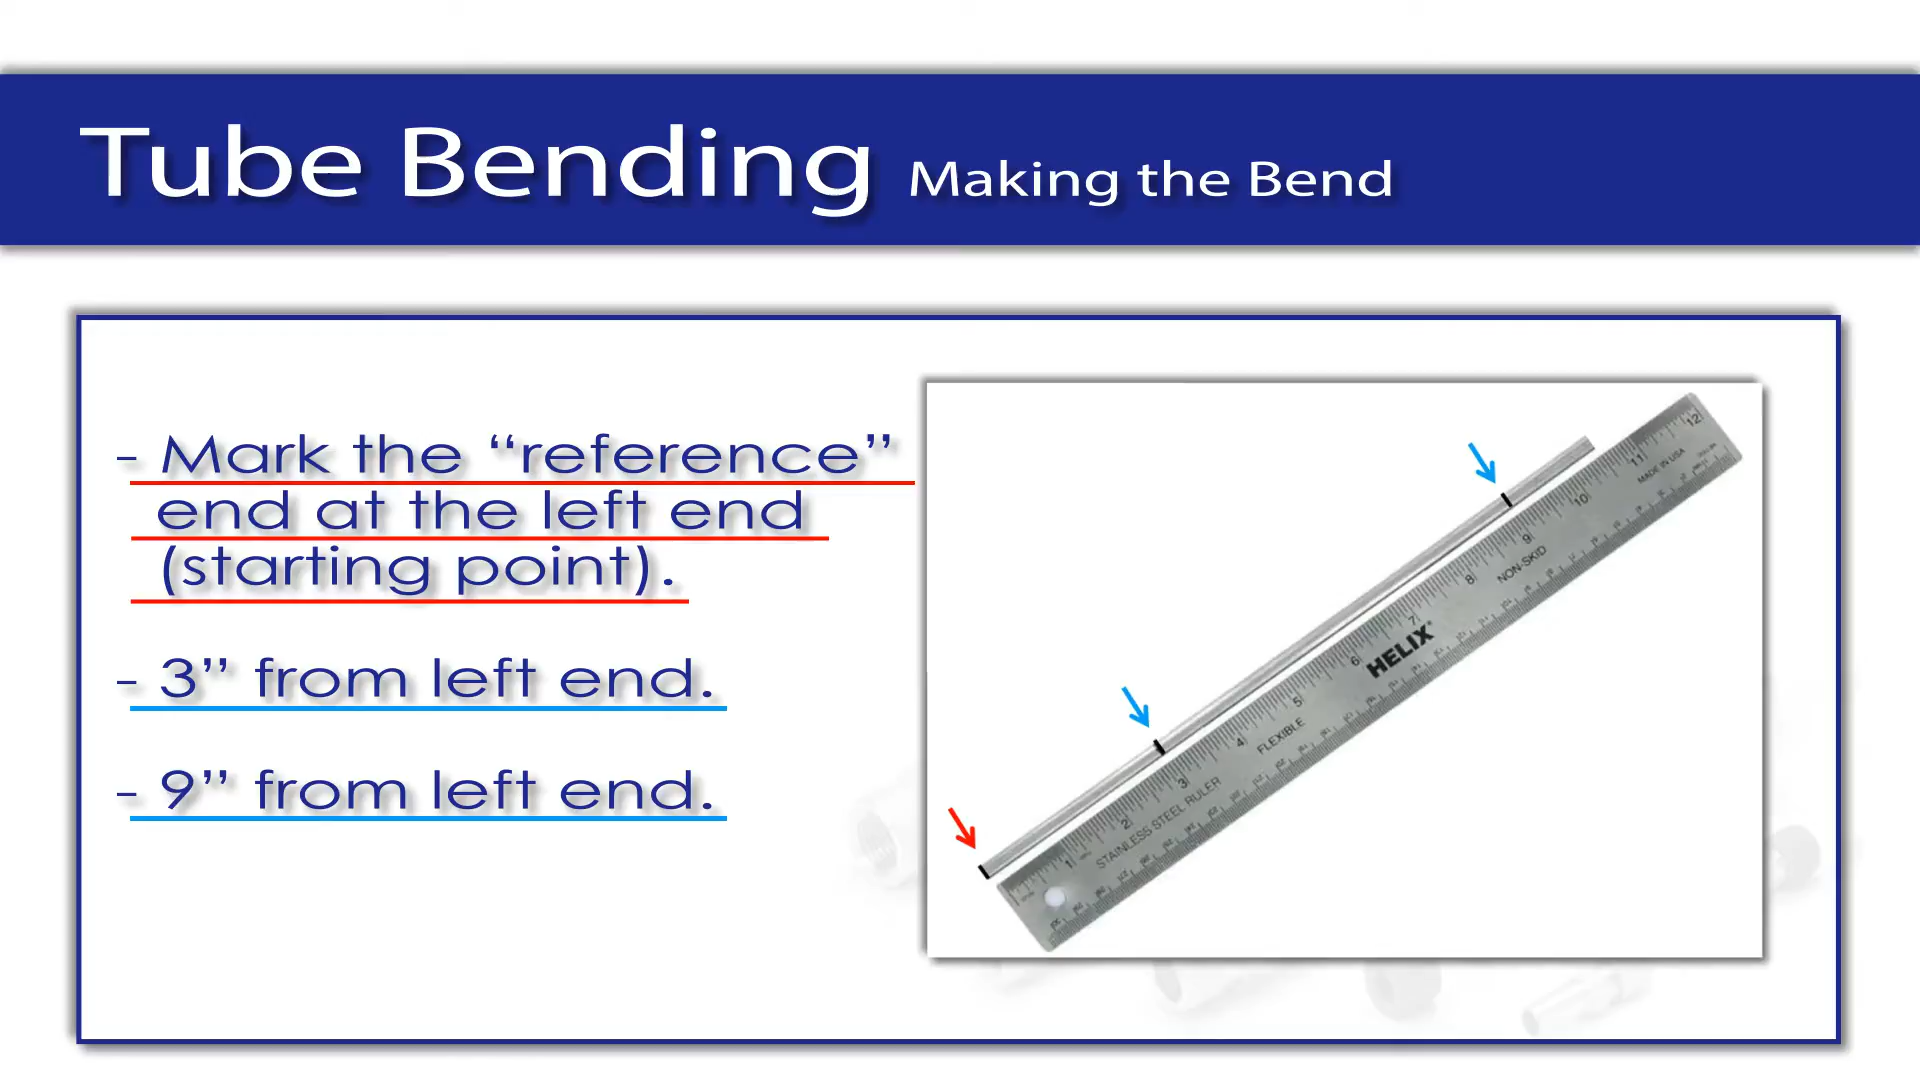 Tube Bending Making the Bend
- Mark the “reference”
end at the left end
(starting point).
- 3” from left end.
- 9” from left end.
1 2 3 4 5 6 7 8 9 10 11 12
STAINLESS STEEL RULER
FLEXIBLE
HELIX®
NON-SKID
MADE IN USA